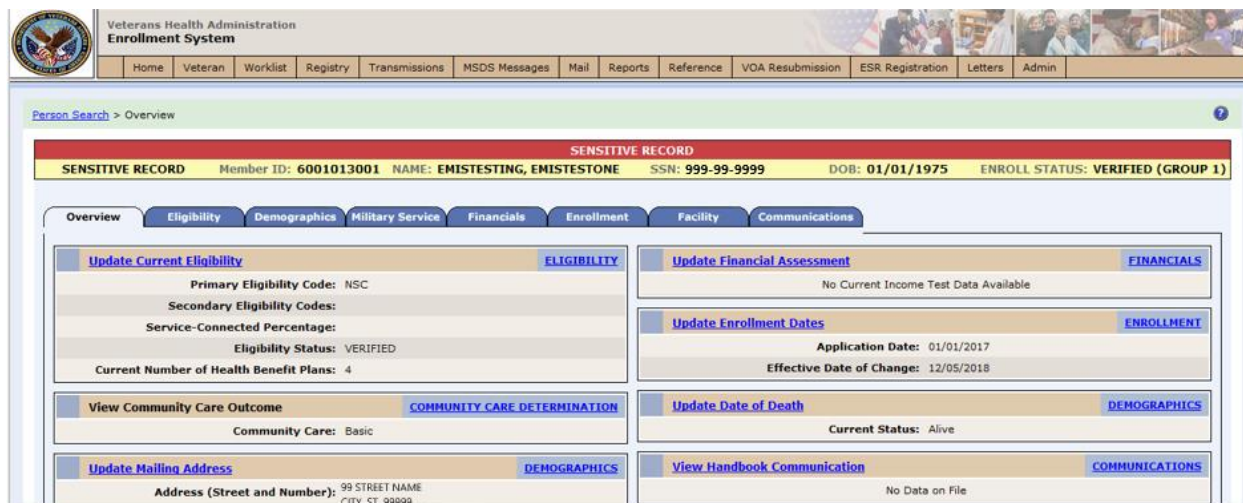 Veterans Health Administration
Enrollment System
Home Veteran Worklist Registry Transmissions MSDS Messages Mail Reports Reference VOA Resubmission ESR Registration Letters Admin
Person Search > Overview
?
SENSITIVE RECORD
SENSITIVE RECORD Member ID: 6001013001 NAME: EMISTESTING, EMISTESTONE SSN: 999-99-9999 DOB: 01/01/1975 ENROLL STATUS: VERIFIED (GROUP 1)
Overview Eligibility Demographics Military Service Financials Enrollment Facility Communications
Update Current Eligibility ELIGIBILITY
Primary Eligibility Code: NSC
Secondary Eligibility Codes:
Service-Connected Percentage:
Eligibility Status: VERIFIED
Current Number of Health Benefit Plans: 4
View Community Care Outcome COMMUNITY CARE DETERMINATION
Community Care: Basic
Update Mailing Address DEMOGRAPHICS
Address (Street and Number): 99 STREET NAME
CITY, ST, 99999
Update Financial Assessment FINANCIALS
No Current Income Test Data Available
Update Enrollment Dates ENROLLMENT
Application Date: 01/01/2017
Effective Date of Change: 12/05/2018
Update Date of Death DEMOGRAPHICS
Current Status: Alive
View Handbook Communication COMMUNICATIONS
No Data on File